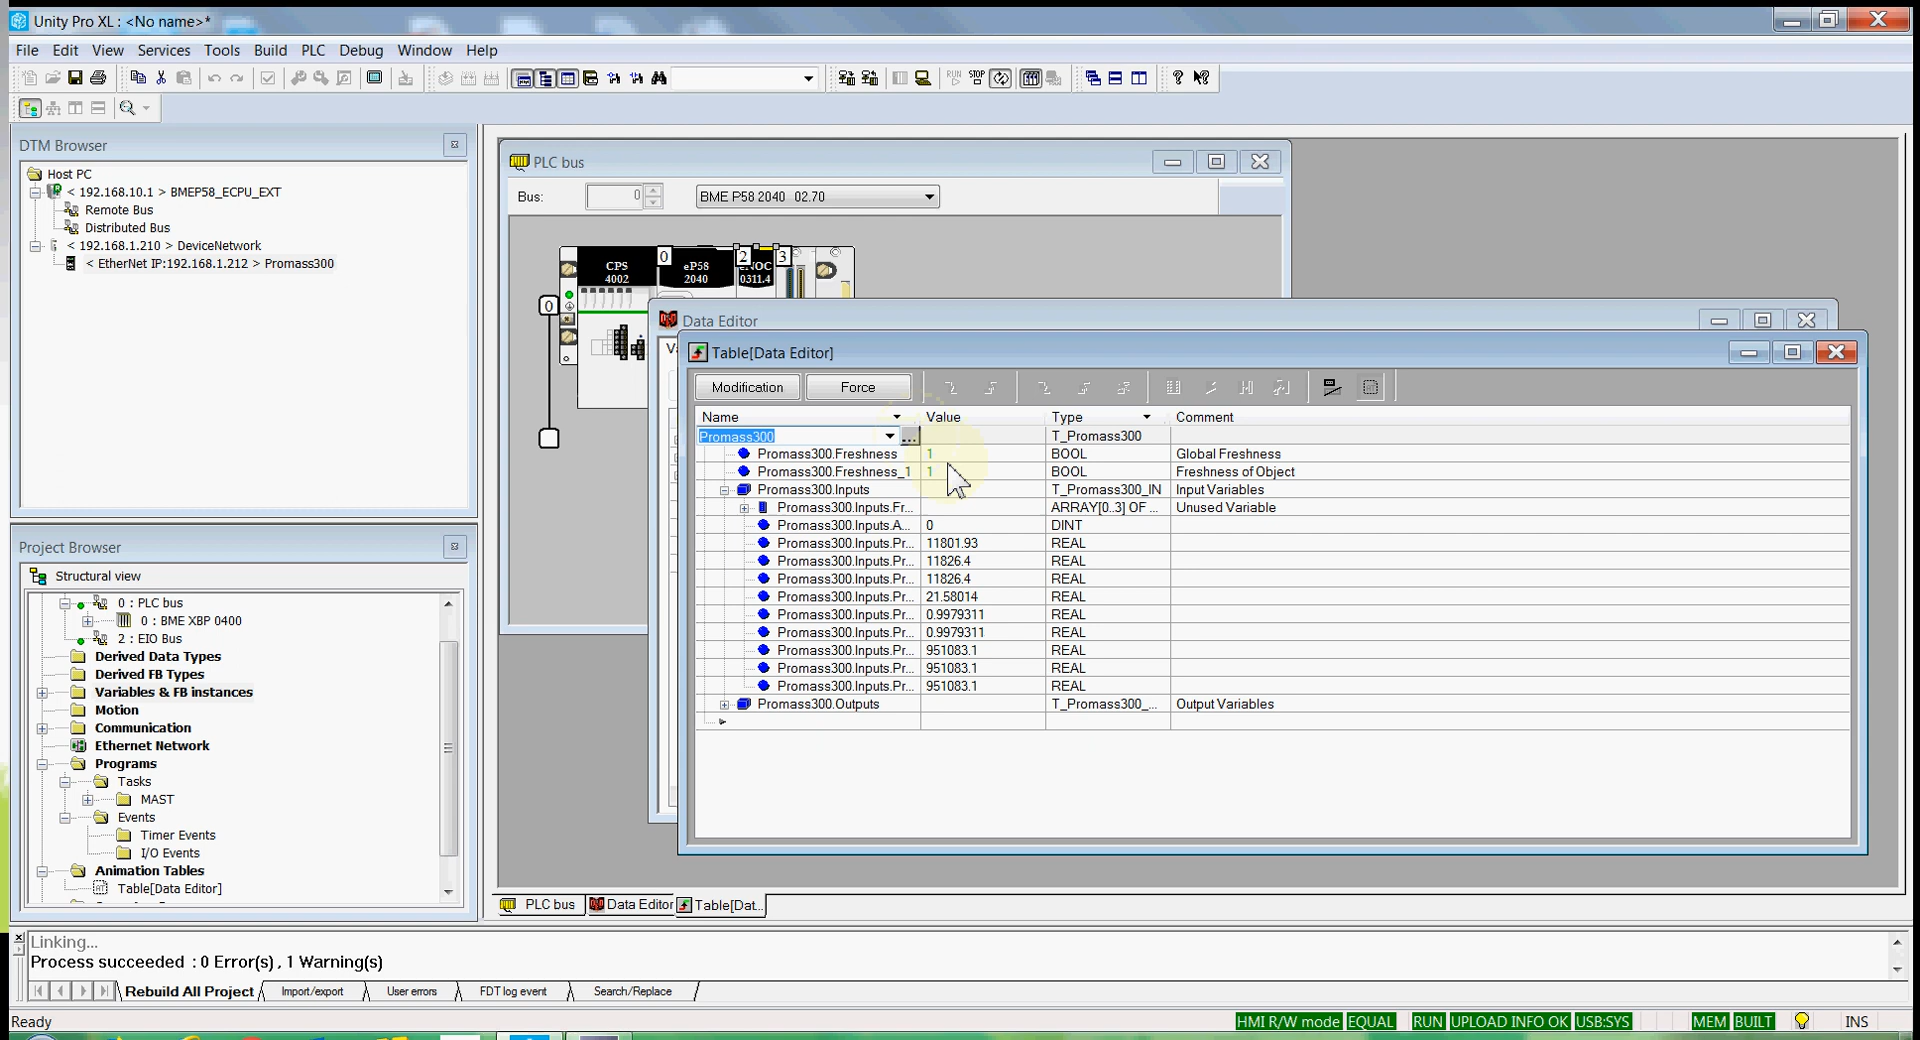 Unity Pro XL : <No name>*
File Edit View Services Tools Build PLC Debug Window Help
RUN STOP
DTM Browser
Host PC
< 192.168.10.1 > BMEP58_ECPU_EXT
Remote Bus
Distributed Bus
< 192.168.1.210 > DeviceNetwork
< EtherNet IP:192.168.1.212 > Promass300
PLC bus
Bus: 0 BME P58 2040 02.70
0 2 3
CPS 4002
eP58 2040
NOC 0311.4
0
Data Editor
Table[Data Editor]
Modification Force
Name Value Type Comment
Promass300 ... T_Promass300
Promass300.Freshness 1 BOOL Global Freshness
Promass300.Freshness_1 1 BOOL Freshness of Object
Promass300.Inputs T_Promass300_IN Input Variables
Promass300.Inputs.Fr... ARRAY[0..3] OF ... Unused Variable
Promass300.Inputs.A... 0 DINT
Promass300.Inputs.Pr... 11801.93 REAL
Promass300.Inputs.Pr... 11826.4 REAL
Promass300.Inputs.Pr... 11826.4 REAL
Promass300.Inputs.Pr... 21.58014 REAL
Promass300.Inputs.Pr... 0.9979311 REAL
Promass300.Inputs.Pr... 0.9979311 REAL
Promass300.Inputs.Pr... 951083.1 REAL
Promass300.Inputs.Pr... 951083.1 REAL
Promass300.Inputs.Pr... 951083.1 REAL
Promass300.Outputs T_Promass300_... Output Variables
Project Browser
Structural view
0 : PLC bus
0 : BME XBP 0400
2 : EIO Bus
Derived Data Types
Derived FB Types
Variables & FB instances
Motion
Communication
Ethernet Network
Programs
Tasks
MAST
Events
Timer Events
I/O Events
Animation Tables
Table[Data Editor]
PLC bus Data Editor Table[Dat...
Linking...
Process succeeded : 0 Error(s) , 1 Warning(s)
Rebuild All Project Import/export User errors FDT log event Search/Replace
Ready HMI R/W mode EQUAL RUN UPLOAD INFO OK USB:SYS MEM BUILT INS